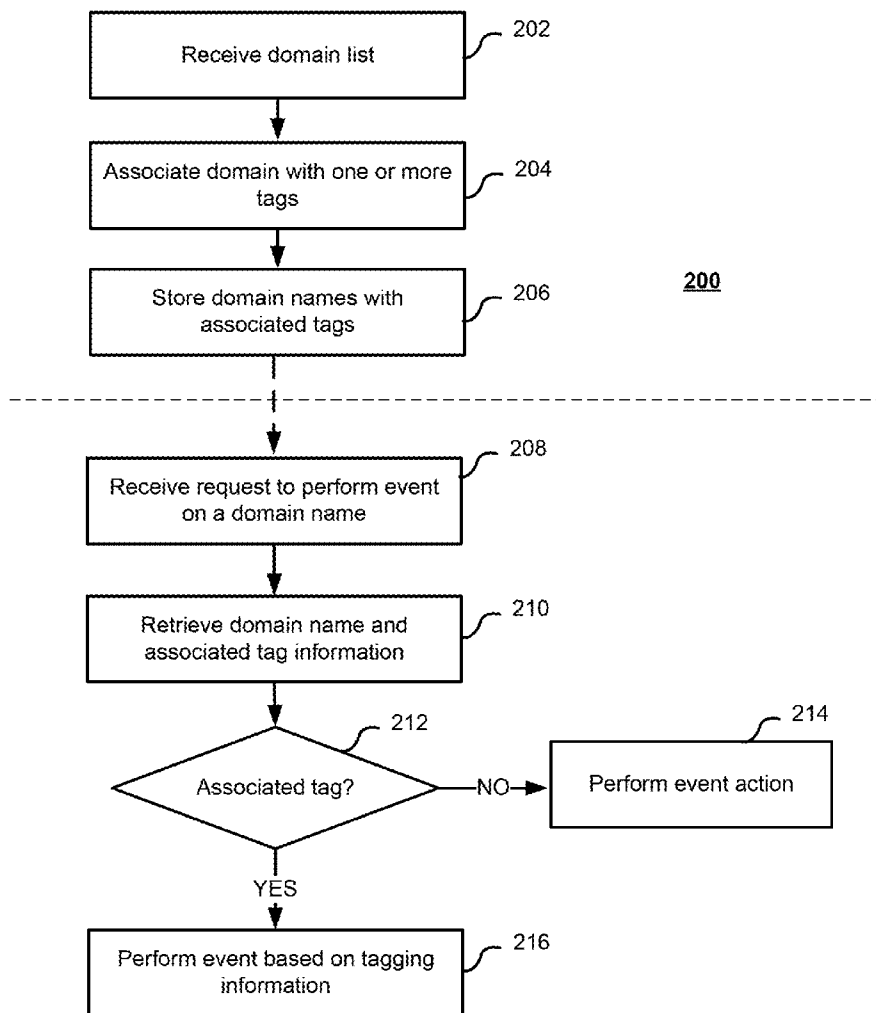 202
Receive domain list
204
Associate domain with one or more
tags
206
Store domain names with
associated tags
200
208
Receive request to perform event
on a domain name
210
Retrieve domain name and
associated tag information
212
Associated tag?
NO
214
Perform event action
YES
216
Perform event based on tagging
information